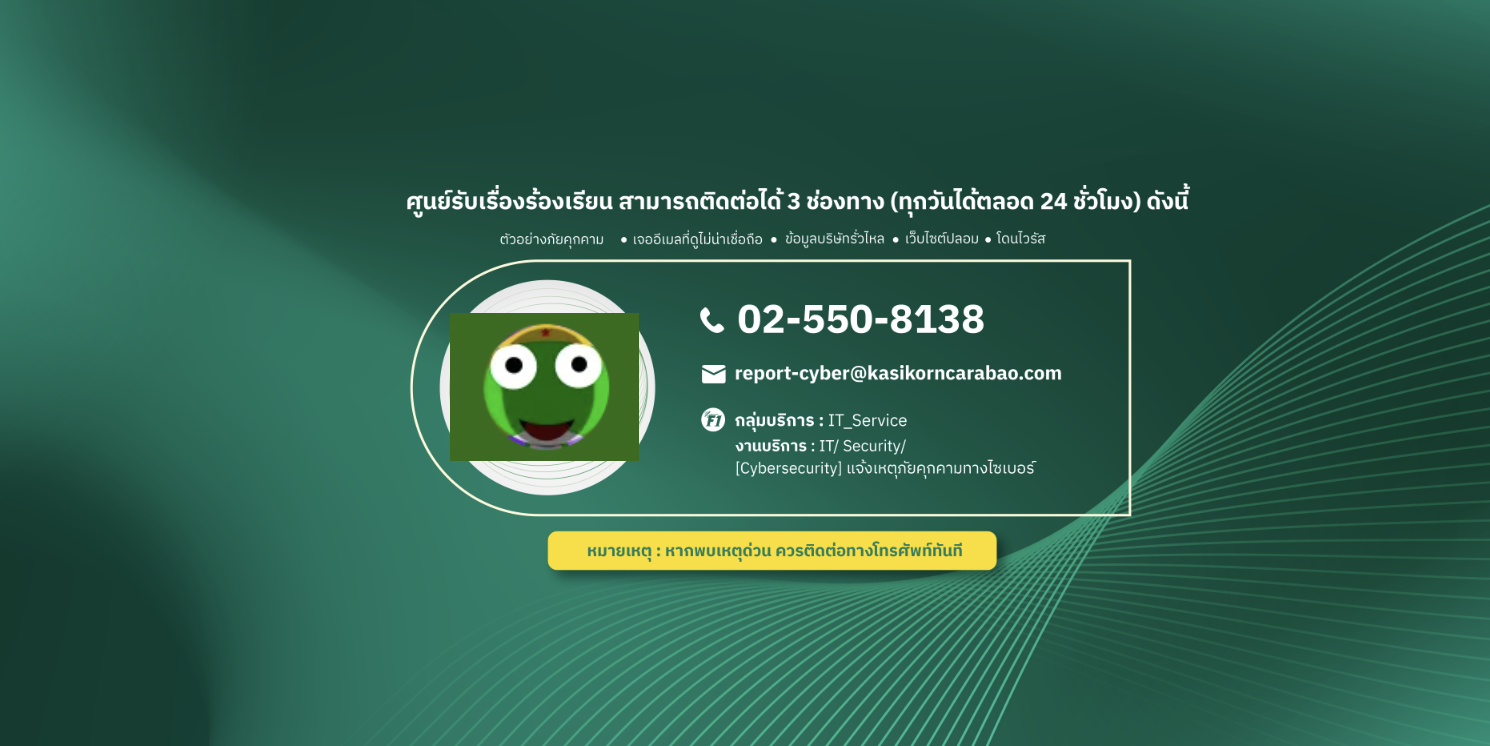 ศูนย์รับเรื่องร้องเรียน สามารถติดต่อได้ 3 ช่องทาง (ทุกวันได้ตลอด 24 ชั่วโมง) ดังนี้
ตัวอย่างภัยคุกคาม • เจออีเมลที่ดูไม่น่าเชื่อถือ • ข้อมูลบริษัทรั่วไหล • เว็บไซต์ปลอม • โดนไวรัส
02-550-8138
report-cyber@kasikorncarabao.com
F1 กลุ่มบริการ : IT_Service
งานบริการ : IT/ Security/
[Cybersecurity] แจ้งเหตุภัยคุกคามทางไซเบอร์
หมายเหตุ : หากพบเหตุด่วน ควรติดต่อทางโทรศัพท์ทันที